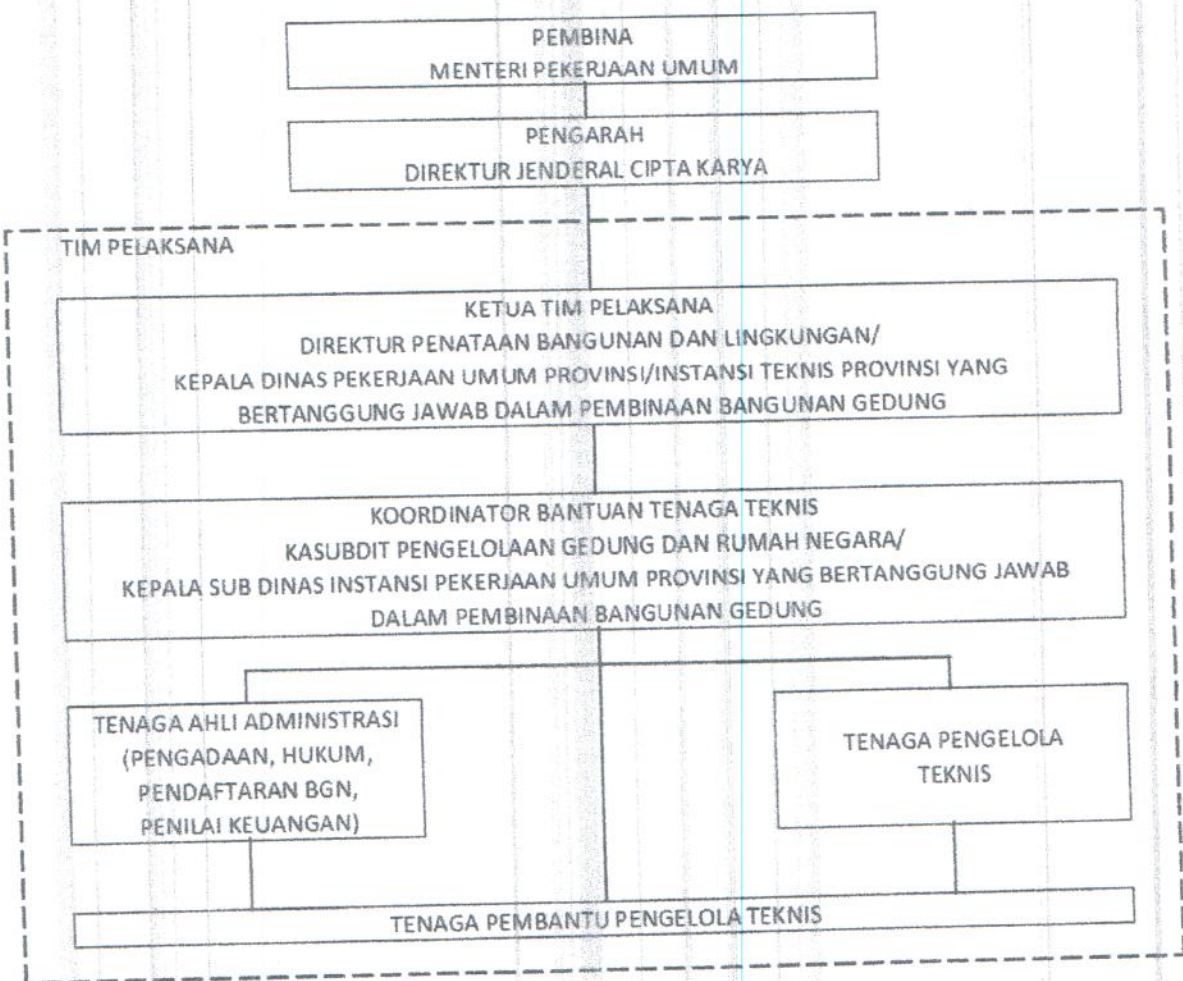 PEMBINA
MENTERI PEKERJAAN UMUM
PENGARAH
DIREKTUR JENDERAL CIPTA KARYA
TIM PELAKSANA
KETUA TIM PELAKSANA
DIREKTUR PENATAAN BANGUNAN DAN LINGKUNGAN/
KEPALA DINAS PEKERJAAN UMUM PROVINSI/INSTANSI TEKNIS PROVINSI YANG
BERTANGGUNG JAWAB DALAM PEMBINAAN BANGUNAN GEDUNG
KOORDINATOR BANTUAN TENAGA TEKNIS
KASUBDIT PENGELOLAAN GEDUNG DAN RUMAH NEGARA/
KEPALA SUB DINAS INSTANSI PEKERJAAN UMUM PROVINSI YANG BERTANGGUNG JAWAB
DALAM PEMBINAAN BANGUNAN GEDUNG
TENAGA AHLI ADMINISTRASI
(PENGADAAN, HUKUM,
PENDAFTARAN BGN,
PENILAI KEUANGAN)
TENAGA PENGELOLA
TEKNIS
TENAGA PEMBANTU PENGELOLA TEKNIS